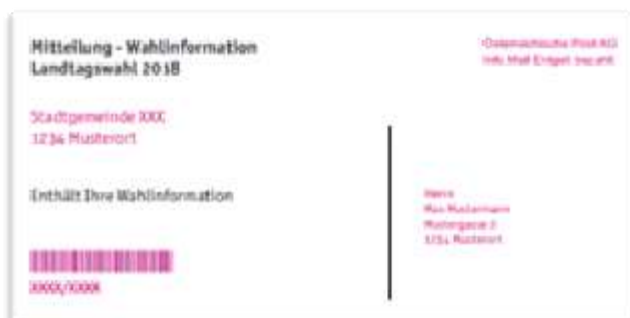 Mitteilung - Wahlinformation
Landtagswahl 2018
Österreichische Post AG
Info.Mail Entgelt bezahlt
Stadtgemeinde XXX
1234 Musterort
Enthält Ihre Wahlinformation
Herrn
Max Mustermann
Mustergasse 2
1234 Musterort
XXXX/XXXX